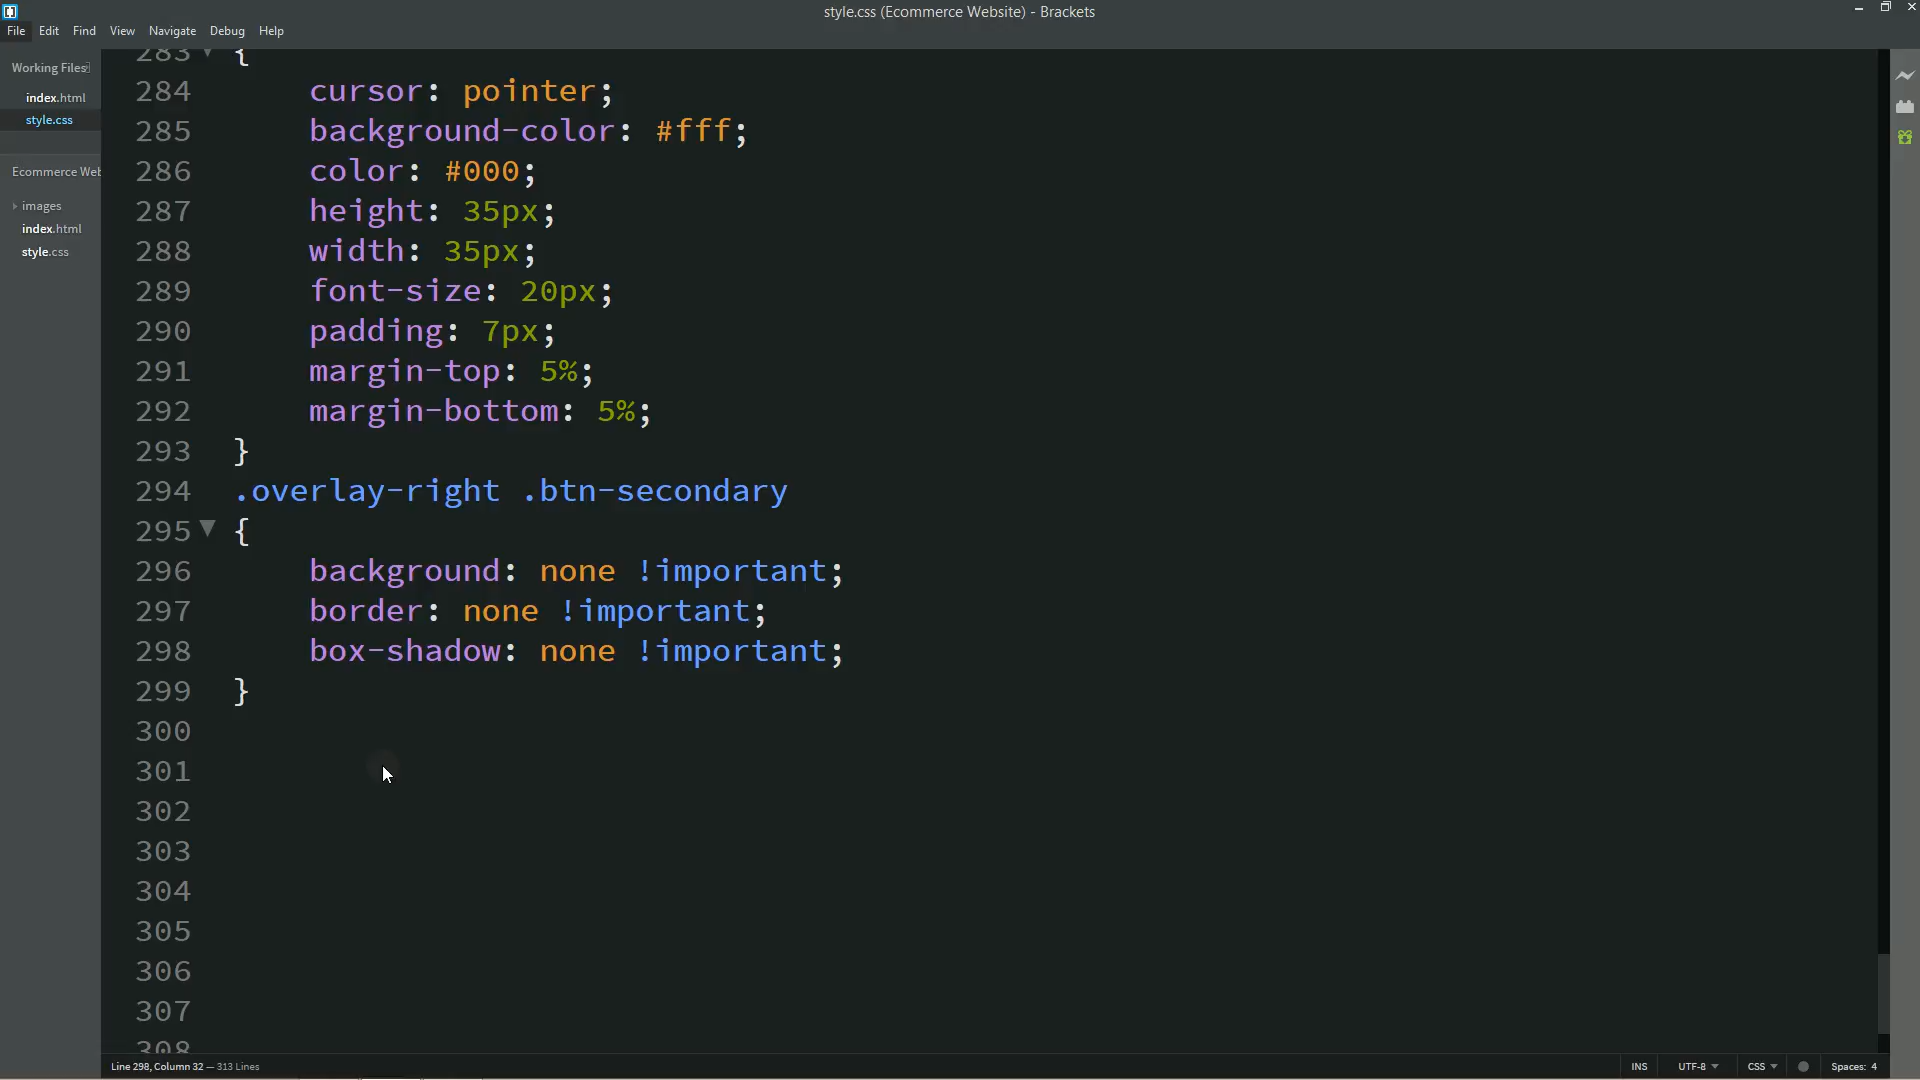 style.css (Ecommerce Website) - Brackets
File Edit Find View Navigate Debug Help
Working Files
index.html
style.css
Ecommerce Web
images
index.html
style.css
283 {
284 cursor: pointer;
285 background-color: #fff;
286 color: #000;
287 height: 35px;
288 width: 35px;
289 font-size: 20px;
290 padding: 7px;
291 margin-top: 5%;
292 margin-bottom: 5%;
293 }
294 .overlay-right .btn-secondary
295 {
296 background: none !important;
297 border: none !important;
298 box-shadow: none !important;
299 }
300
301
302
303
304
305
306
307
308
Line 298, Column 32 — 313 Lines
INS UTF-8 CSS Spaces: 4